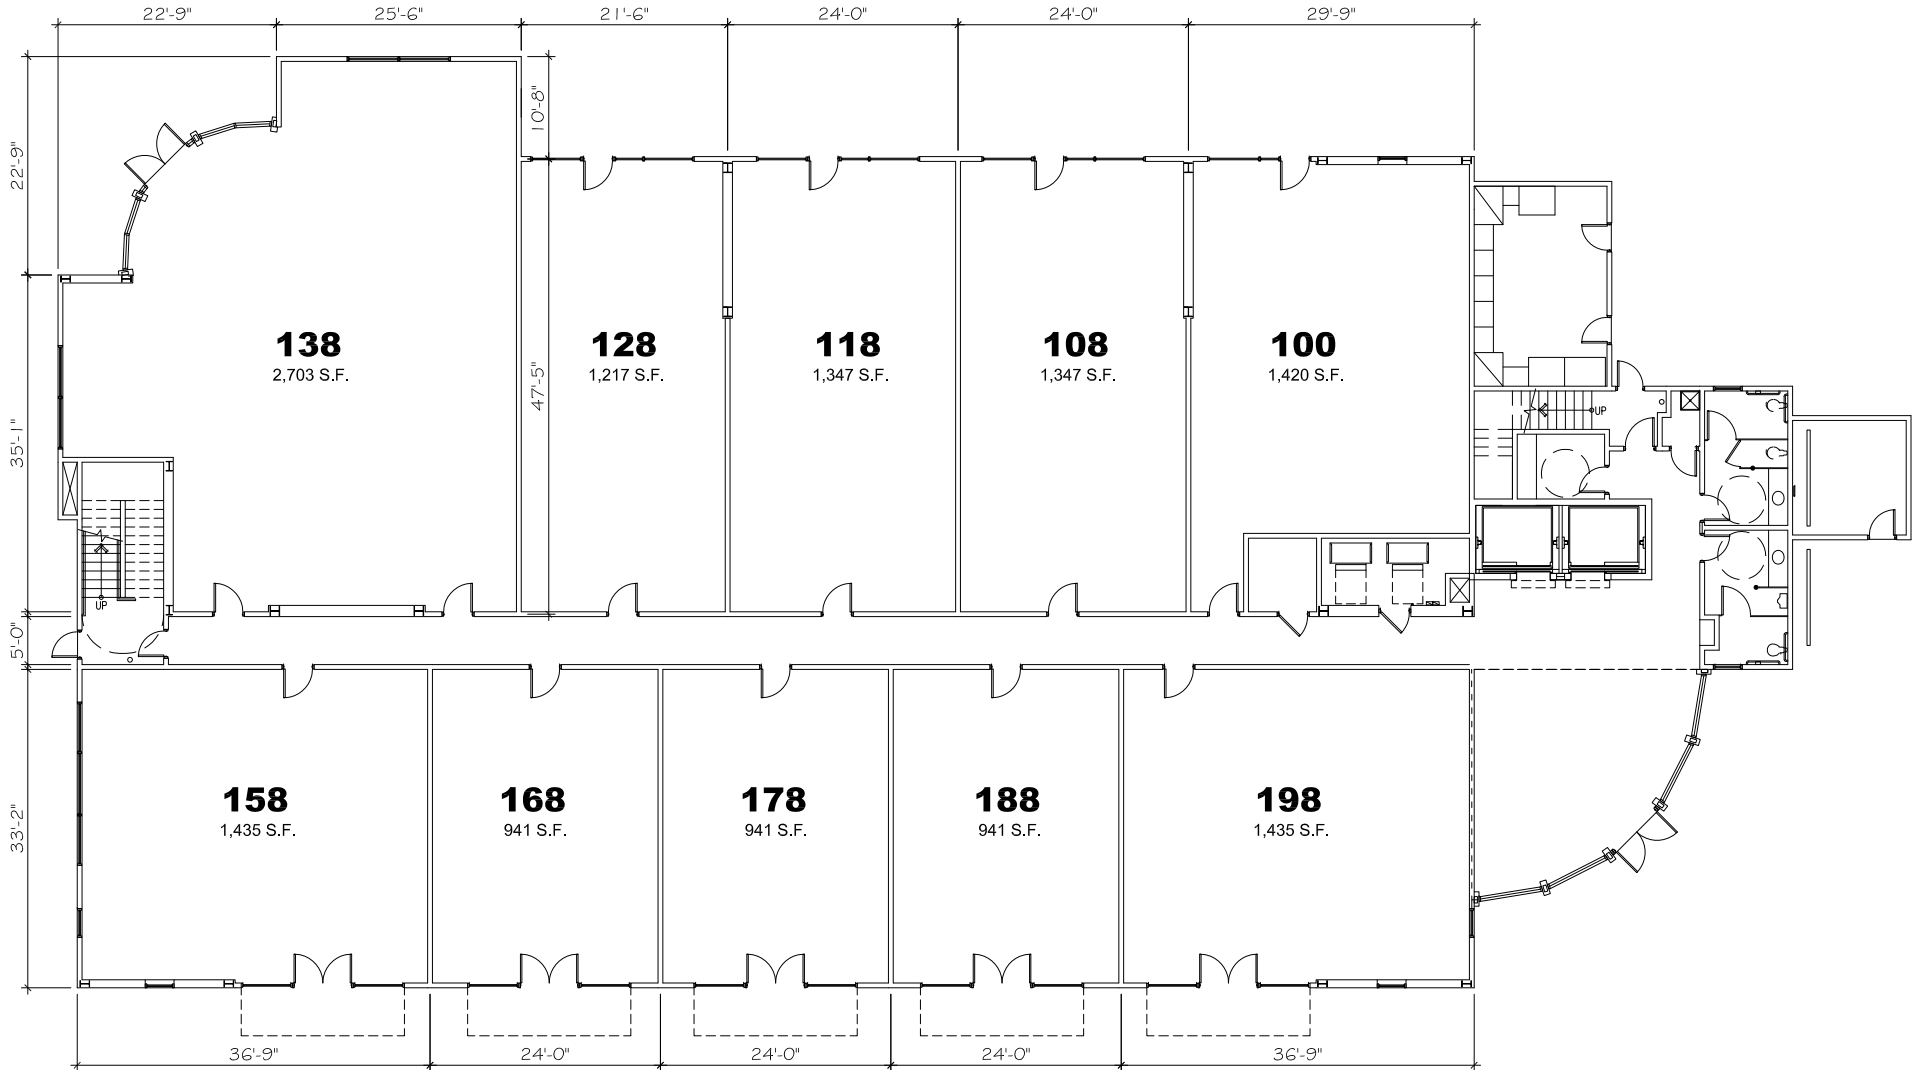 22'-9"
25'-6"
21'-6"
24'-0"
24'-0"
29'-9"
22'-9"
10'-8"
138
2,703 S.F.
128
1,217 S.F.
118
1,347 S.F.
108
1,347 S.F.
100
1,420 S.F.
47'-5"
35'-1"
UP
UP
5'-0"
158
1,435 S.F.
168
941 S.F.
178
941 S.F.
188
941 S.F.
198
1,435 S.F.
33'-2"
36'-9"
24'-0"
24'-0"
24'-0"
36'-9"